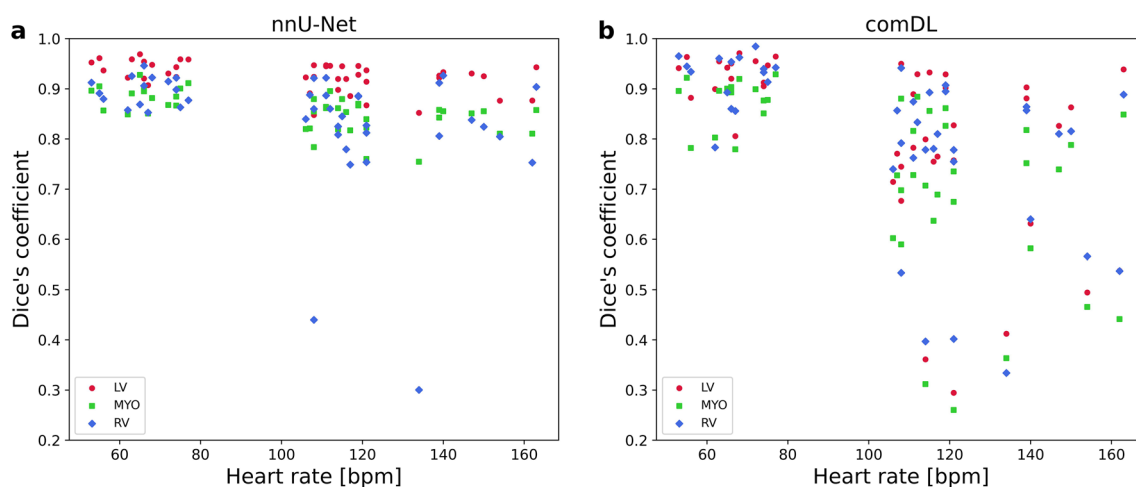 a
nnU-Net
1.0
0.9
0.8
0.7
0.6
0.5
0.4
0.3
0.2
Dice's coefficient
LV
MYO
RV
60 80 100 120 140 160
Heart rate [bpm]
b
comDL
1.0
0.9
0.8
0.7
0.6
0.5
0.4
0.3
0.2
Dice's coefficient
LV
MYO
RV
60 80 100 120 140 160
Heart rate [bpm]